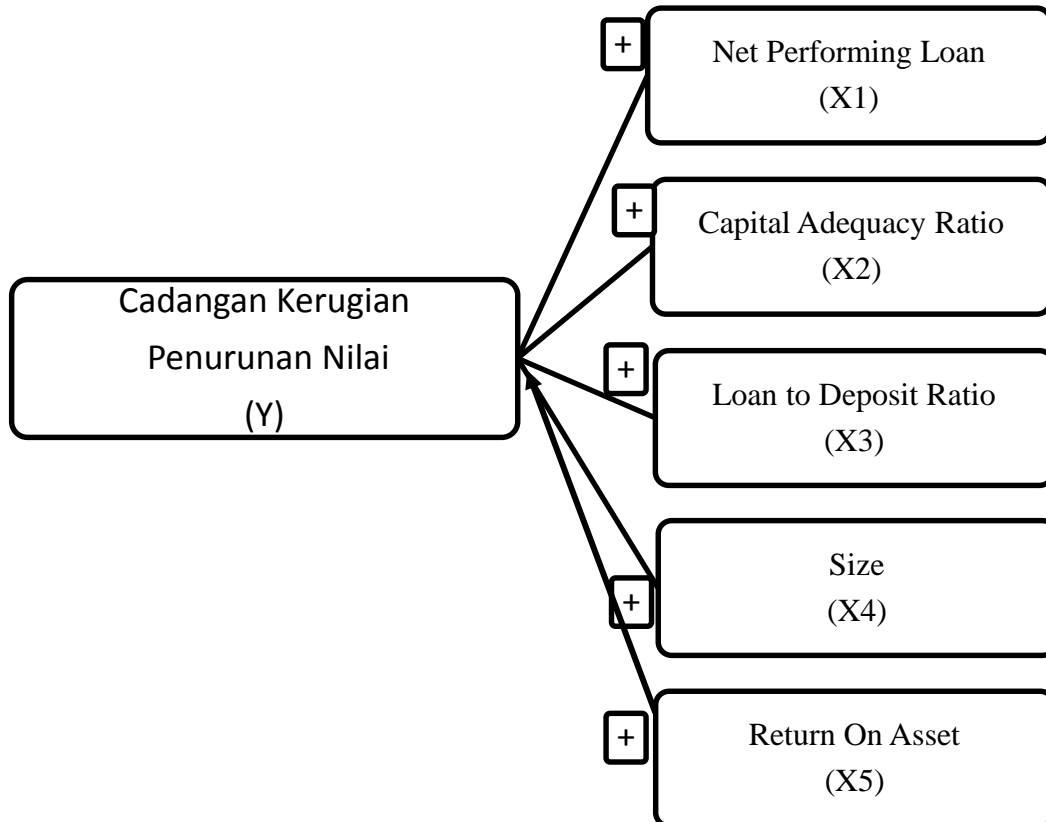 +
Net Performing Loan
(X1)
+
Capital Adequacy Ratio
(X2)
Cadangan Kerugian
Penurunan Nilai
(Y)
+
Loan to Deposit Ratio
(X3)
Size
(X4)
+
Return On Asset
(X5)
+